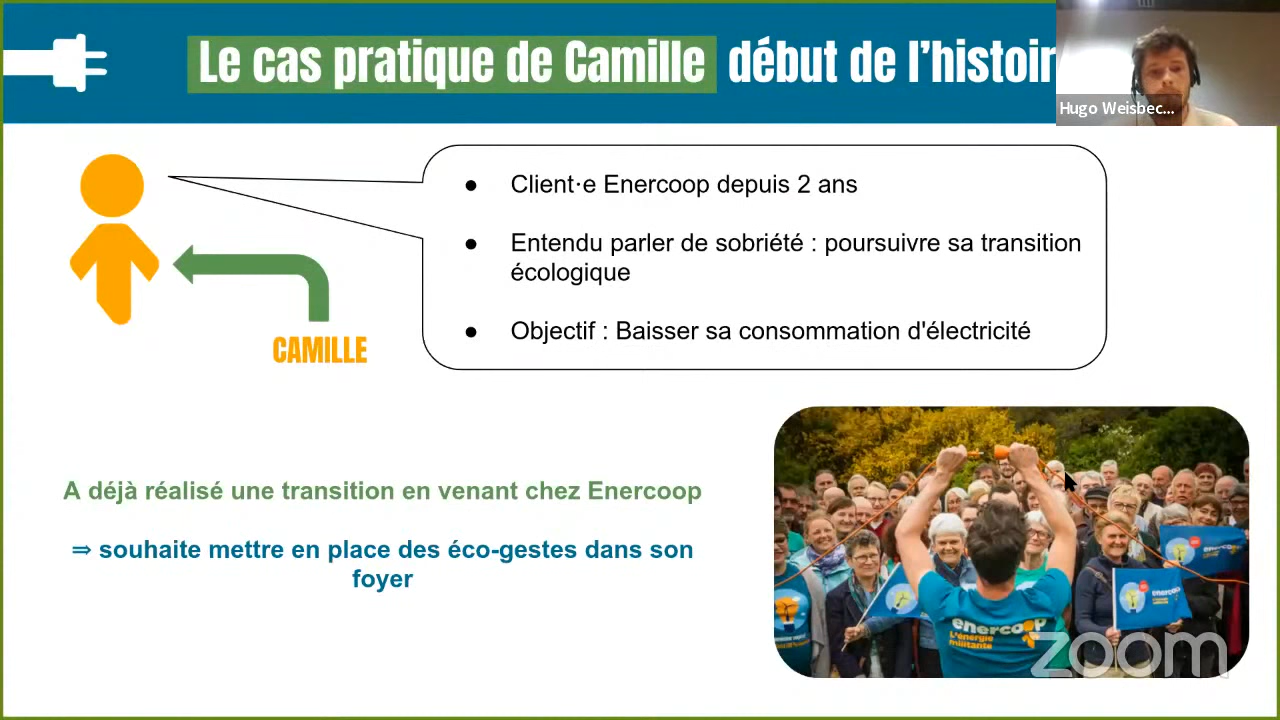 Le cas pratique de Camille début de l'histoir
Hugo Weisbec...
● Client·e Enercoop depuis 2 ans
● Entendu parler de sobriété : poursuivre sa transition
écologique
● Objectif : Baisser sa consommation d'électricité
CAMILLE
A déjà réalisé une transition en venant chez Enercoop
⇒ souhaite mettre en place des éco-gestes dans son
foyer
enercoop
enercoop
enercoop
L'énergie
militante
zoom